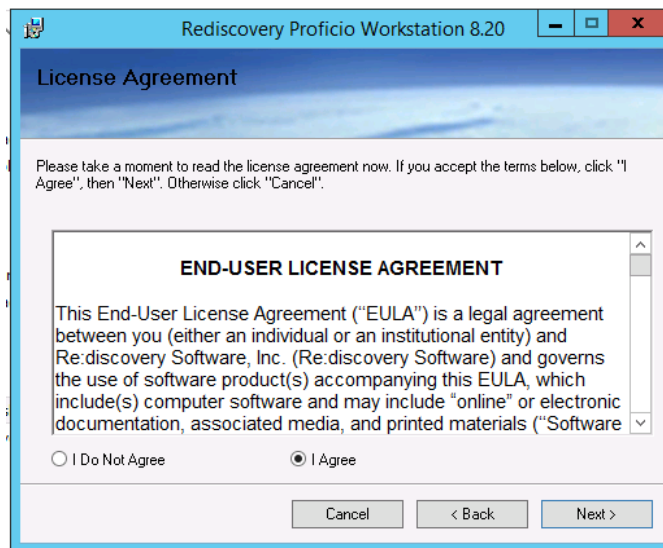 Rediscovery Proficio Workstation 8.20
License Agreement
Please take a moment to read the license agreement now. If you accept the terms below, click "I
Agree", then "Next". Otherwise click "Cancel".
END-USER LICENSE AGREEMENT
This End-User License Agreement (“EULA”) is a legal agreement
between you (either an individual or an institutional entity) and
Re:discovery Software, Inc. (Re:discovery Software) and governs
the use of software product(s) accompanying this EULA, which
include(s) computer software and may include “online” or electronic
documentation, associated media, and printed materials (“Software
I Do Not Agree
I Agree
Cancel
< Back
Next >